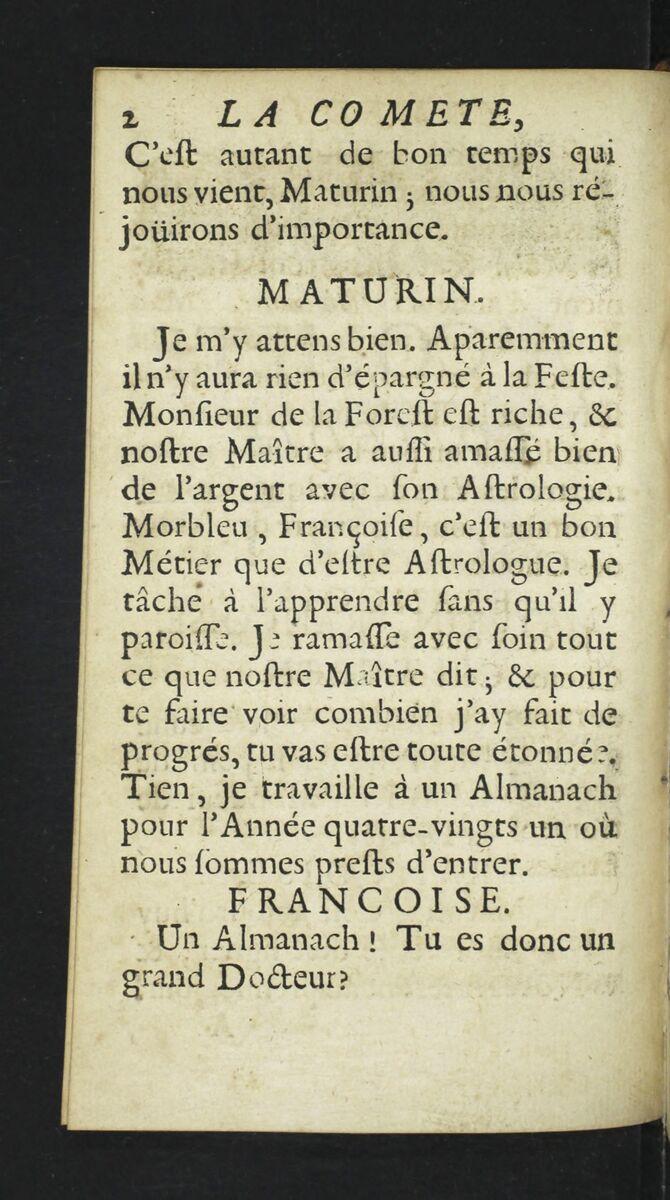 2 LA COMETE,
C'eſt autant de bon temps qui
nous vient, Maturin ; nous nous ré-
joüirons d'importance.
MATURIN.
Je m'y attens bien. Aparemment
il n'y aura rien d'épargné à la Feſte.
Monſieur de la Foreſt eſt riche, &
noſtre Maître a auſſi amaſſé bien
de l'argent avec ſon Aſtrologie.
Morbleu, Françoiſe, c'eſt un bon
Métier que d'eſtre Aſtrologue. Je
tâche à l'apprendre ſans qu'il y
paroiſſe. Je ramaſſe avec ſoin tout
ce que noſtre Maître dit ; & pour
te faire voir combien j'ay fait de
progrés, tu vas eſtre toute étonnée.
Tien, je travaille à un Almanach
pour l'Année quatre-vingts un où
nous ſommes preſts d'entrer.
FRANCOISE.
Un Almanach ! Tu es donc un
grand Docteur?